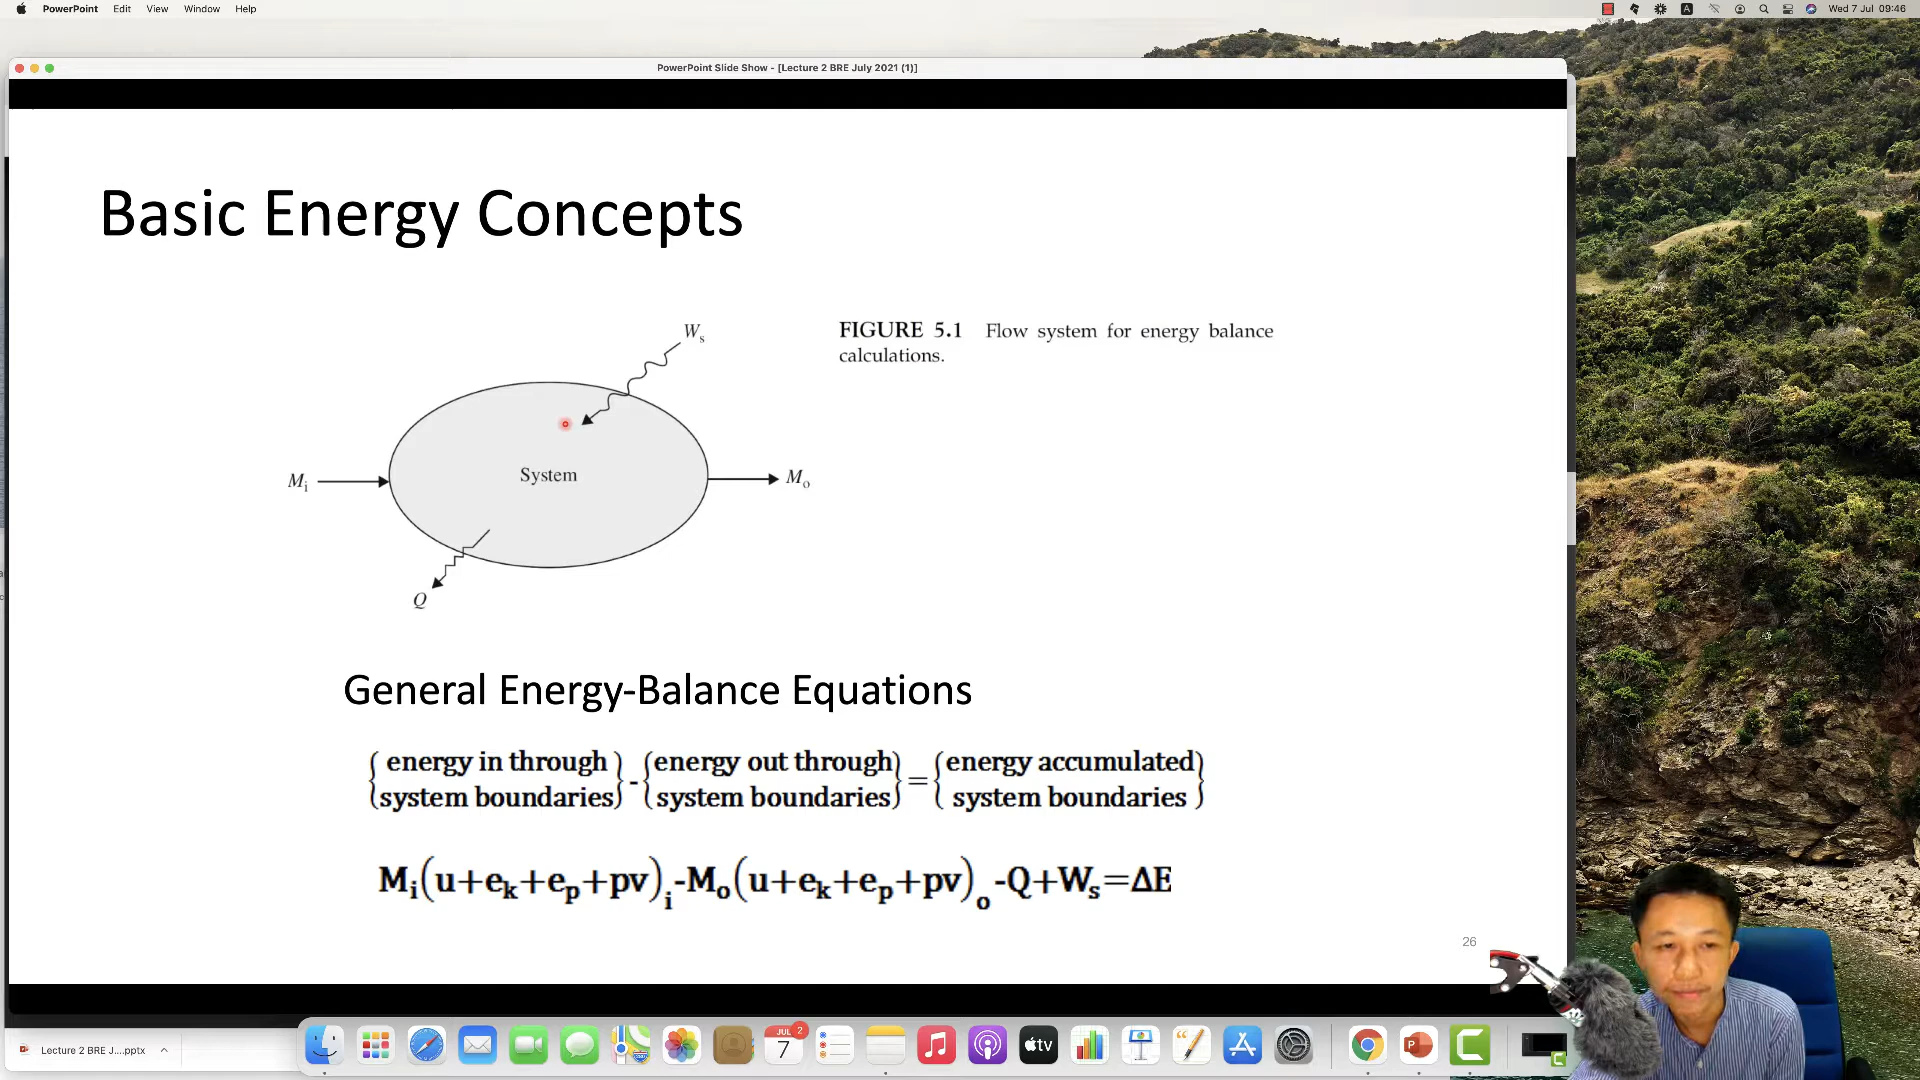 PowerPoint Edit View Window Help
A
Wed 7 Jul 09:46
PowerPoint Slide Show - [Lecture 2 BRE July 2021 (1)]
Basic Energy Concepts
Ws
FIGURE 5.1 Flow system for energy balance
calculations.
Mi
System
Mo
Q
General Energy-Balance Equations
{energy in through system boundaries} - {energy out through system boundaries} = {energy accumulated system boundaries}
Mi(u+ek+ep+pv)i-Mo(u+ek+ep+pv)o-Q+Ws=ΔE
26
Lecture 2 BRE J....pptx
JUL
2
7
tv